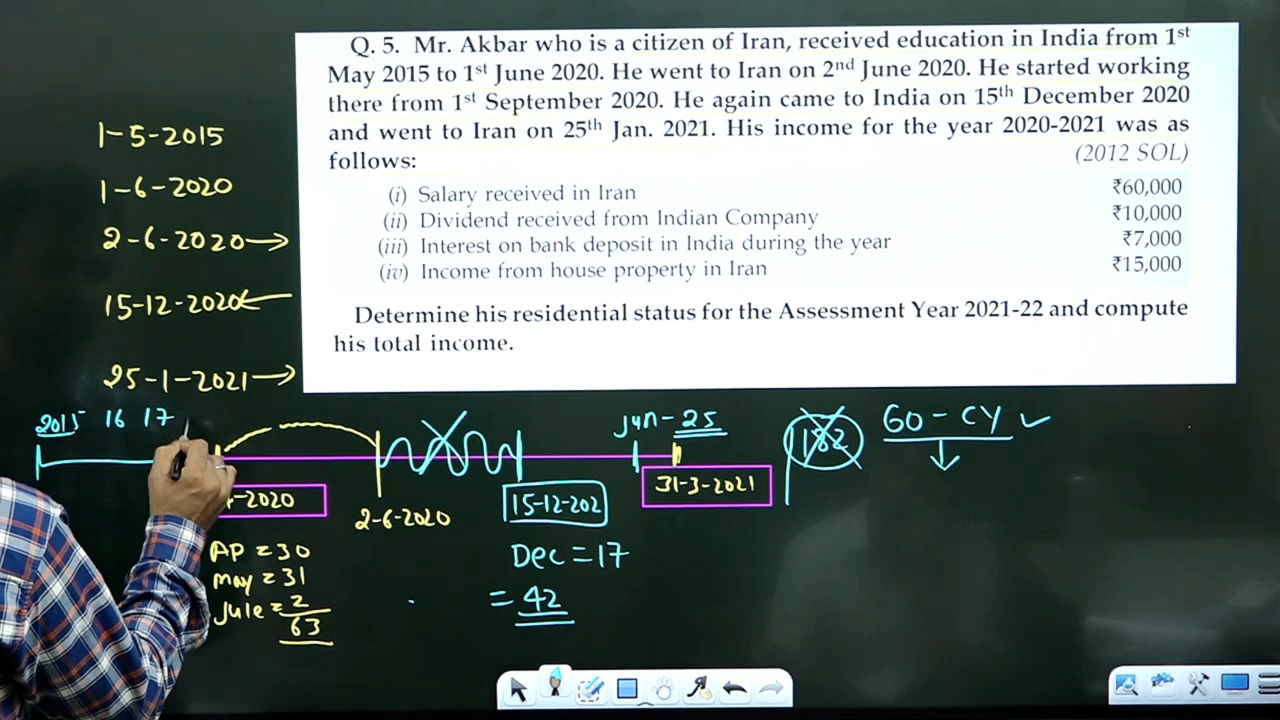 Q. 5. Mr. Akbar who is a citizen of Iran, received education in India from 1st
May 2015 to 1st June 2020. He went to Iran on 2nd June 2020. He started working
there from 1st September 2020. He again came to India on 15th December 2020
and went to Iran on 25th Jan. 2021. His income for the year 2020-2021 was as
follows: (2012 SOL)
(i) Salary received in Iran ₹60,000
(ii) Dividend received from Indian Company ₹10,000
(iii) Interest on bank deposit in India during the year ₹7,000
(iv) Income from house property in Iran ₹15,000
Determine his residential status for the Assessment Year 2021-22 and compute
his total income.
1-5-2015
1-6-2020
2-6-2020
15-12-2020
25-1-2021
2015 16 17
Jan-25
182
60-CY
-2020
2-6-2020
15-12-202
31-3-2021
AP = 30
May = 31
June = 2
63
Dec = 17
= 42